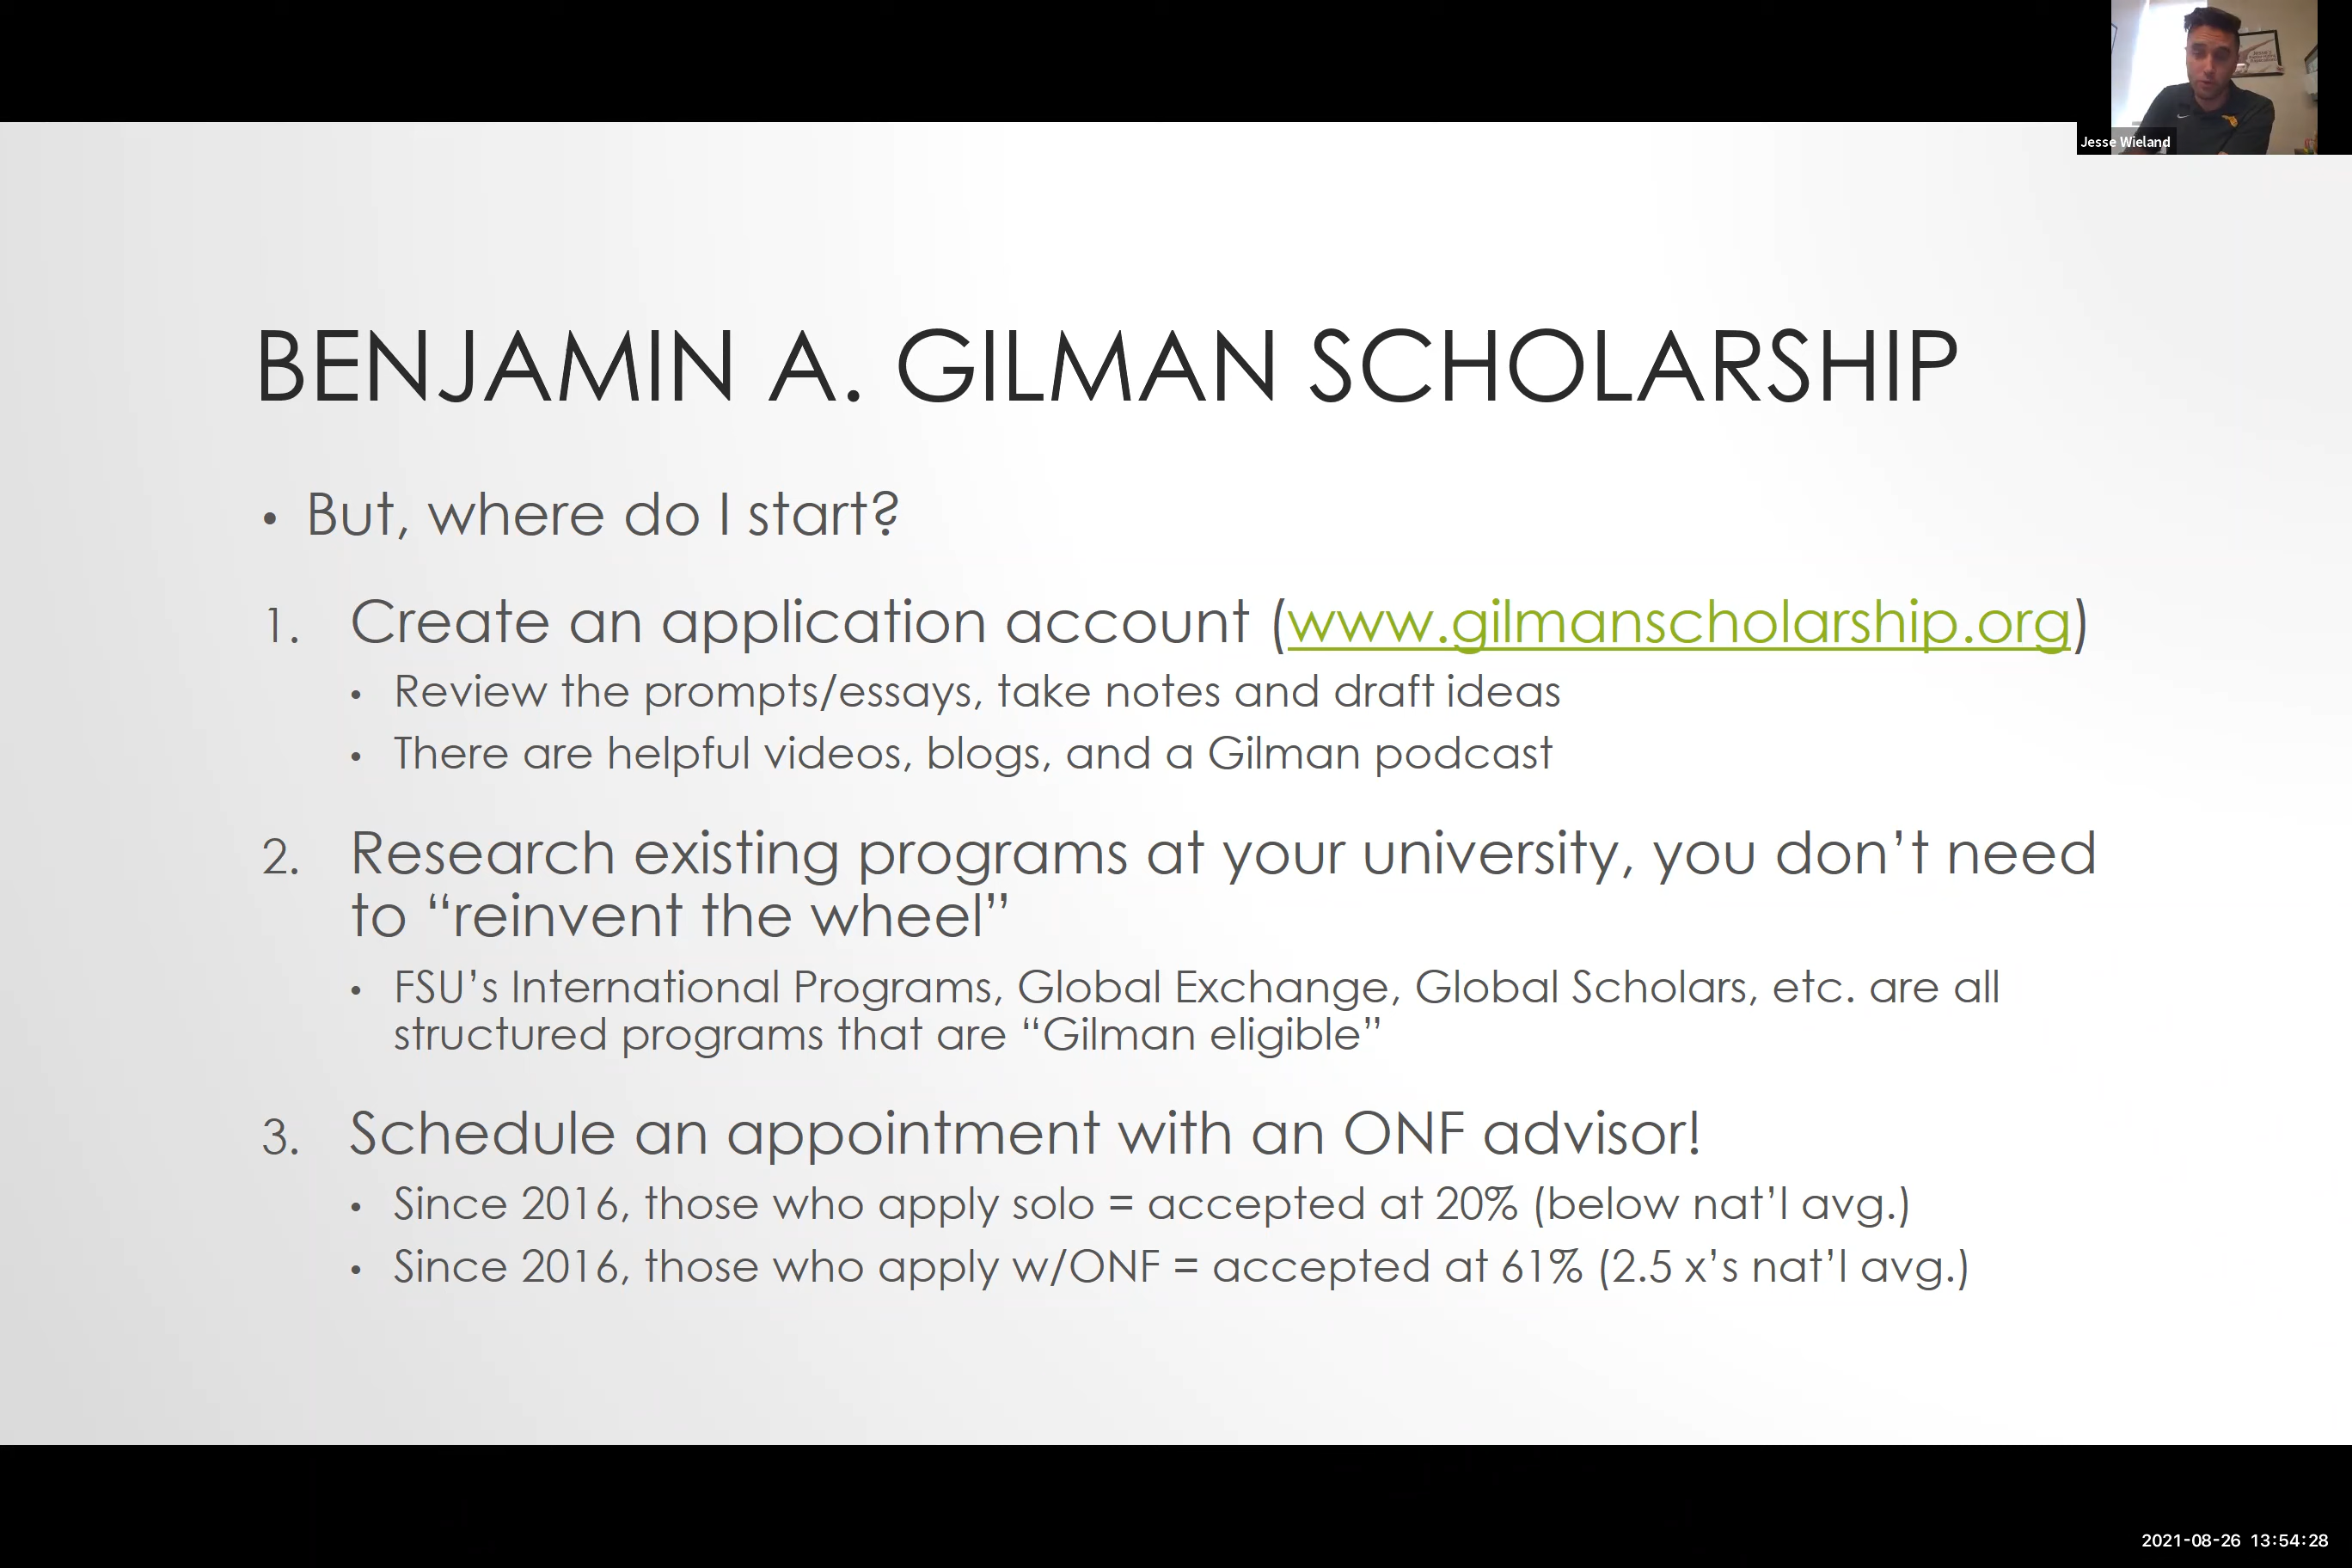 Jesse Wieland
BENJAMIN A. GILMAN SCHOLARSHIP
• But, where do I start?
1. Create an application account (www.gilmanscholarship.org)
• Review the prompts/essays, take notes and draft ideas
• There are helpful videos, blogs, and a Gilman podcast
2. Research existing programs at your university, you don’t need
to “reinvent the wheel”
• FSU’s International Programs, Global Exchange, Global Scholars, etc. are all
structured programs that are “Gilman eligible”
3. Schedule an appointment with an ONF advisor!
• Since 2016, those who apply solo = accepted at 20% (below nat’l avg.)
• Since 2016, those who apply w/ONF = accepted at 61% (2.5 x’s nat’l avg.)
2021-08-26 13:54:28